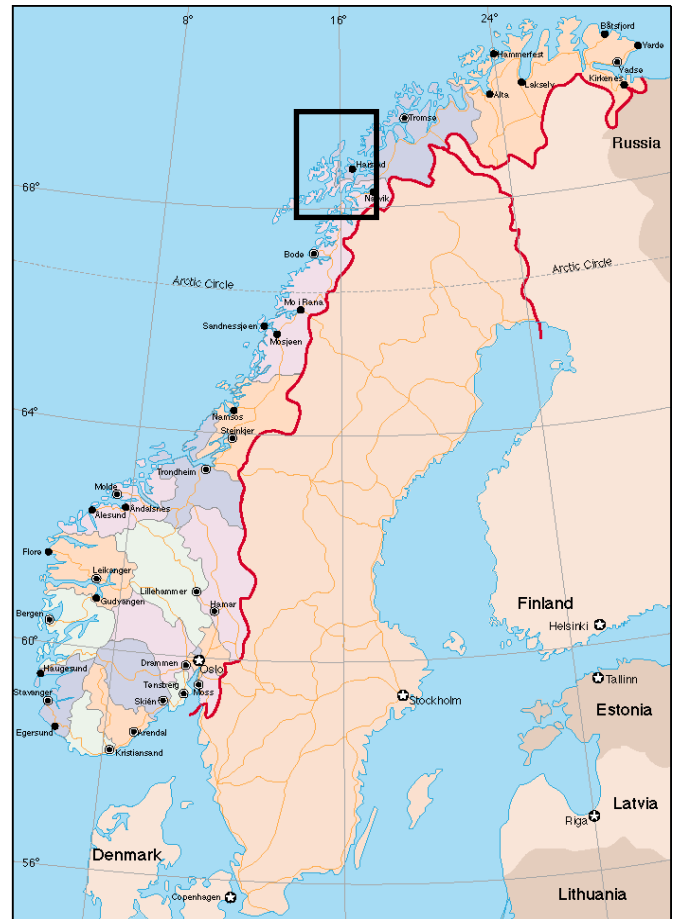 8°
16°
24°
Båtsfjord
Vardø
Hammerfest
Vadsø
Kirkenes
Lakselv
Alta
Tromsø
Russia
Harstad
68°
Narvik
Bodø
Arctic Circle
Arctic Circle
Mo i Rana
Sandnessjøen
Mosjøen
64°
Namsos
Steinkjer
Trondheim
Molde
Åndalsnes
Ålesund
Florø
Leikanger
Lillehammer
Gudvangen
Hamar
Bergen
Finland
Helsinki
60°
Drammen
Oslo
Haugesund
Tallinn
Tønsberg
Moss
Stavanger
Skién
Stockholm
Estonia
Egersund
Arendal
Kristiansand
Latvia
Riga
Denmark
56°
Copenhagen
Lithuania